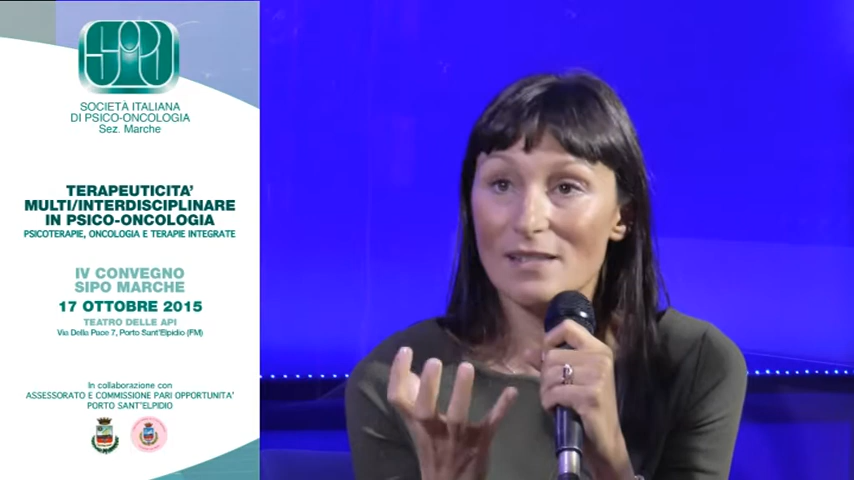 SIPO
SOCIETÀ ITALIANA
DI PSICO-ONCOLOGIA
Sez. Marche
TERAPEUTICITA'
MULTI/INTERDISCIPLINARE
IN PSICO-ONCOLOGIA
PSICOTERAPIE, ONCOLOGIA E TERAPIE INTEGRATE
IV CONVEGNO
SIPO MARCHE
17 OTTOBRE 2015
TEATRO DELLE API
Via Della Pace 7, Porto Sant'Elpidio (FM)
In collaborazione con
ASSESSORATO E COMMISSIONE PARI OPPORTUNITA'
PORTO SANT'ELPIDIO